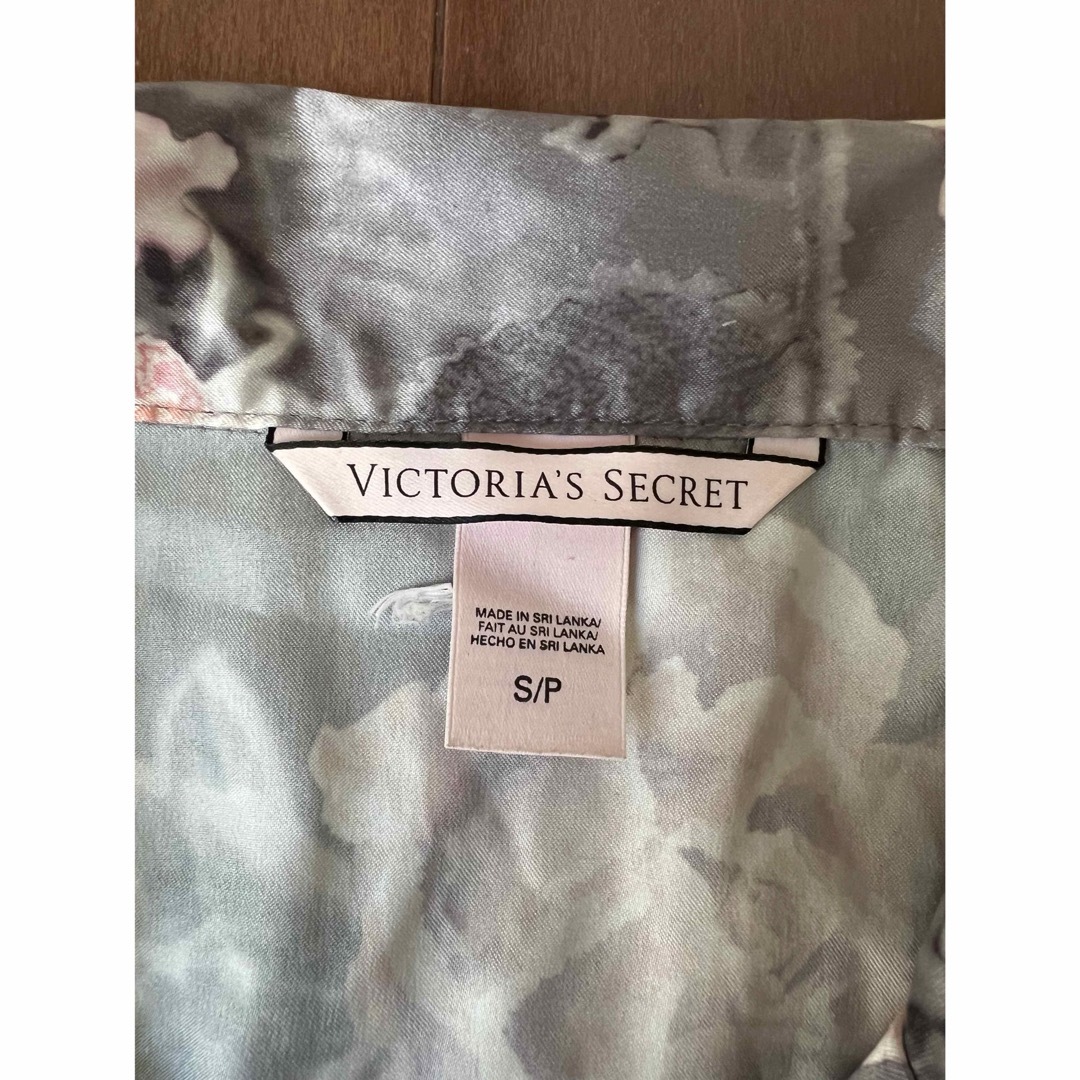 VICTORIA'S SECRET
MADE IN SRI LANKA/
FAIT AU SRI LANKA/
HECHO EN SRI LANKA
S/P